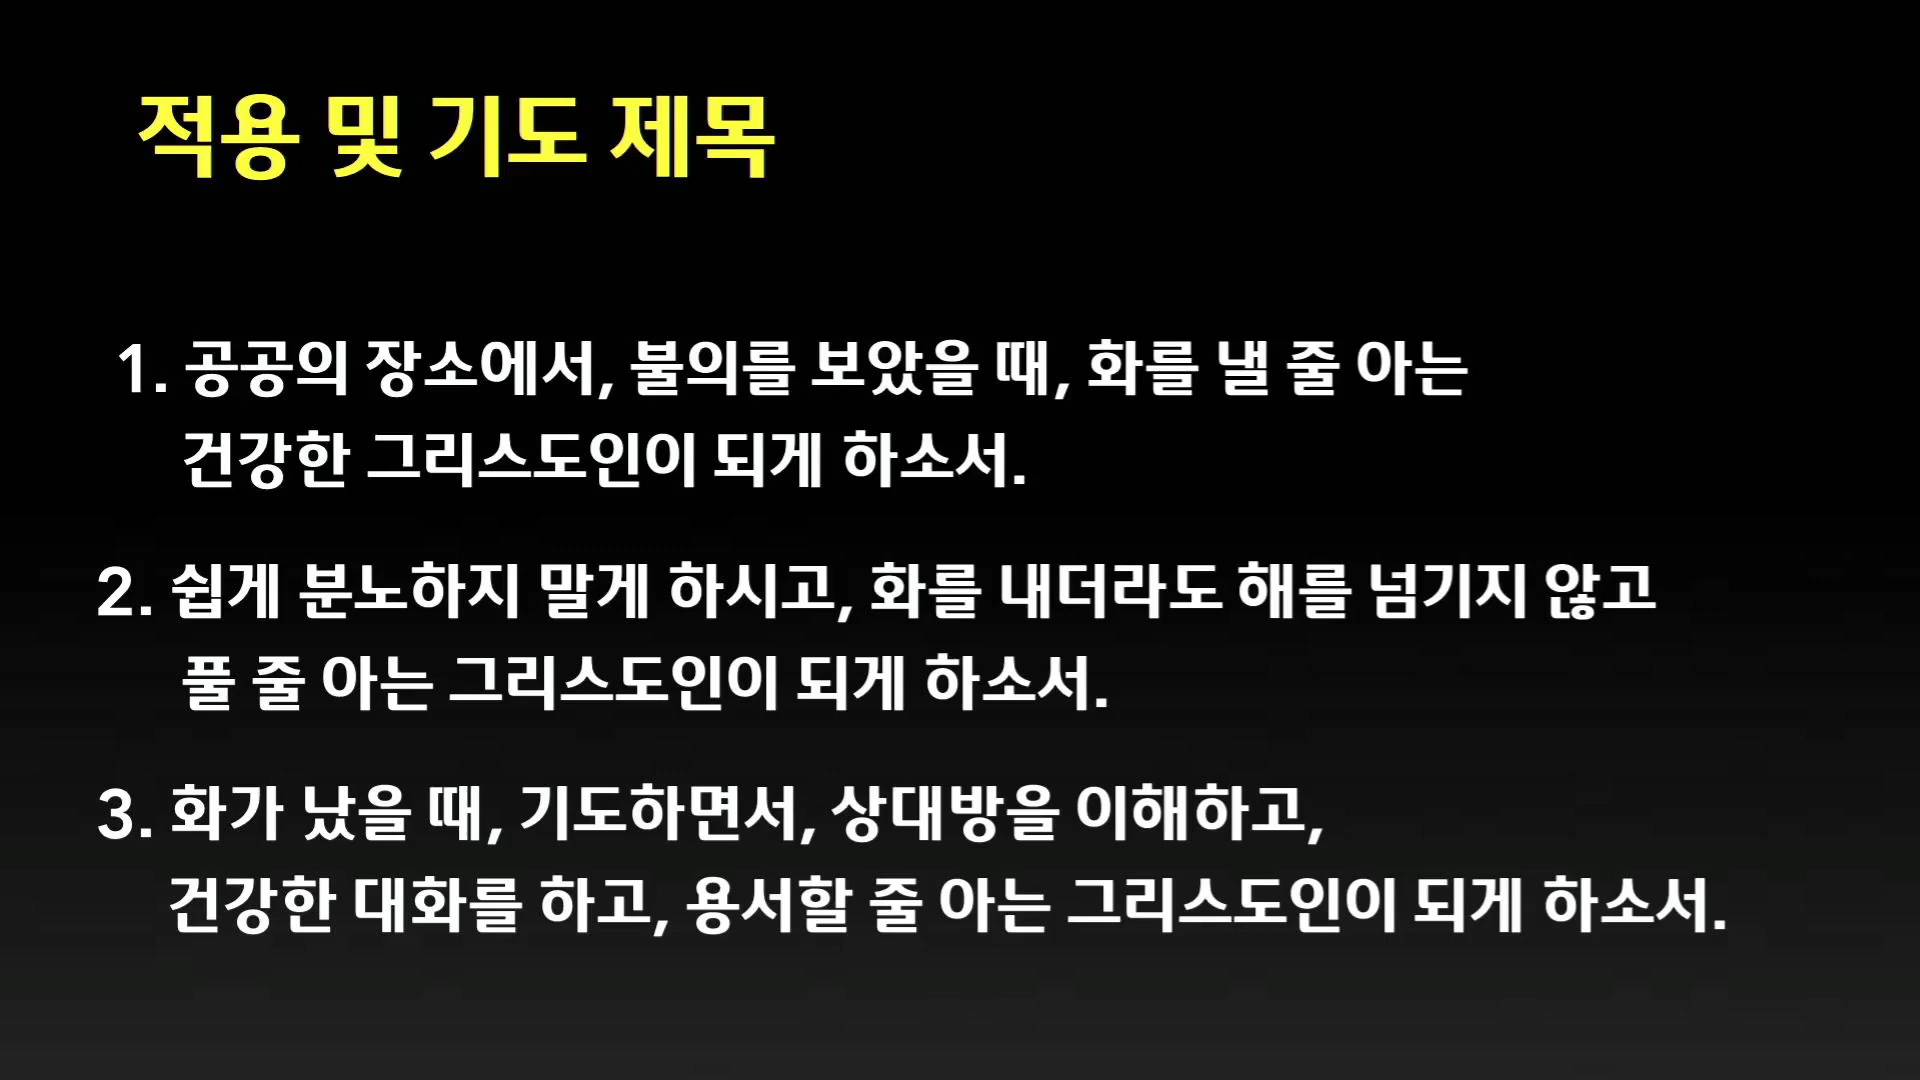 적용 및 기도 제목
1. 공공의 장소에서, 불의를 보았을 때, 화를 낼 줄 아는
건강한 그리스도인이 되게 하소서.
2. 쉽게 분노하지 말게 하시고, 화를 내더라도 해를 넘기지 않고
풀 줄 아는 그리스도인이 되게 하소서.
3. 화가 났을 때, 기도하면서, 상대방을 이해하고,
건강한 대화를 하고, 용서할 줄 아는 그리스도인이 되게 하소서.